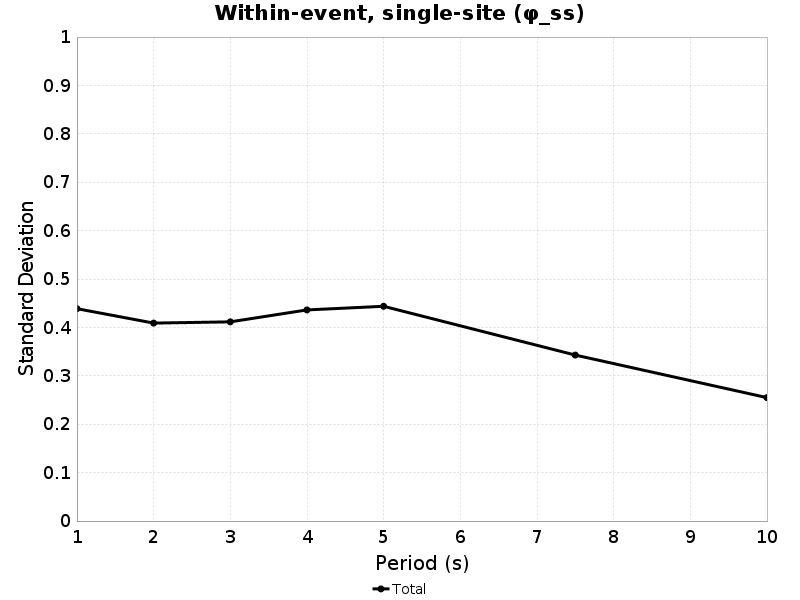 Within-event, single-site (φ_ss)
1
0.9
0.8
0.7
0.6
0.5
0.4
0.3
0.2
0.1
0
Standard Deviation
1 2 3 4 5 6 7 8 9 10
Period (s)
Total